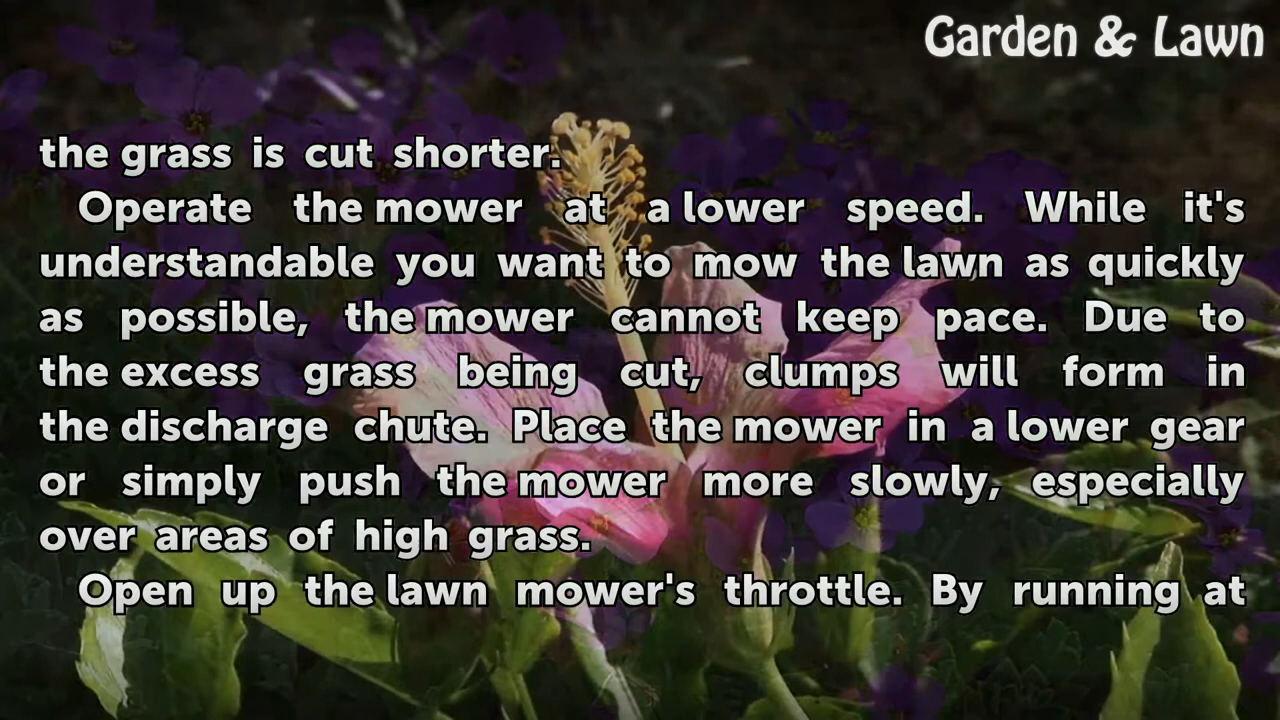 Garden & Lawn
the grass is cut shorter.
Operate the mower at a lower speed. While it's
understandable you want to mow the lawn as quickly
as possible, the mower cannot keep pace. Due to
the excess grass being cut, clumps will form in
the discharge chute. Place the mower in a lower gear
or simply push the mower more slowly, especially
over areas of high grass.
Open up the lawn mower's throttle. By running at